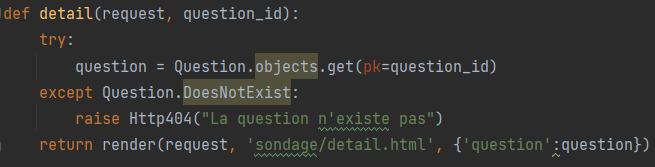 def detail(request, question_id):
    try:
        question = Question.objects.get(pk=question_id)
    except Question.DoesNotExist:
        raise Http404("La question n'existe pas")
    return render(request, 'sondage/detail.html', {'question':question})